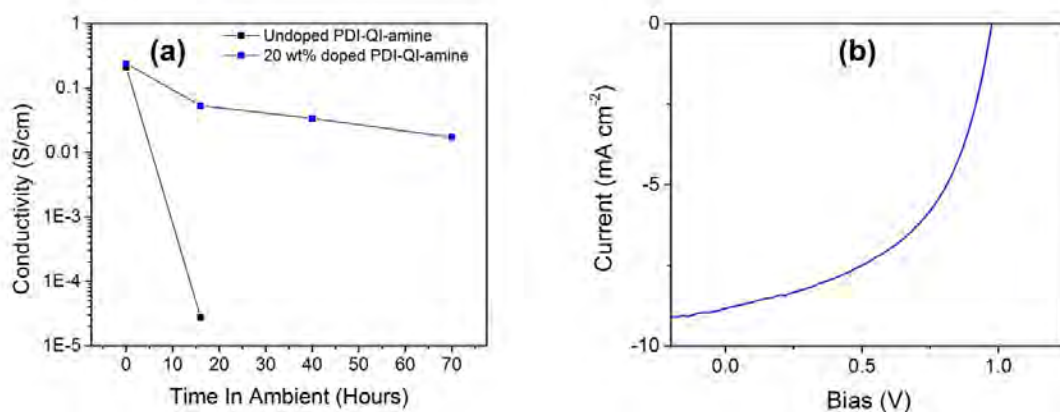 (a)
Undoped PDI-QI-amine
20 wt% doped PDI-QI-amine
Conductivity (S/cm)
1
0.1
0.01
1E-3
1E-4
1E-5
0 10 20 30 40 50 60 70
Time In Ambient (Hours)
(b)
Current (mA cm⁻²)
0
-5
-10
0.0 0.5 1.0
Bias (V)